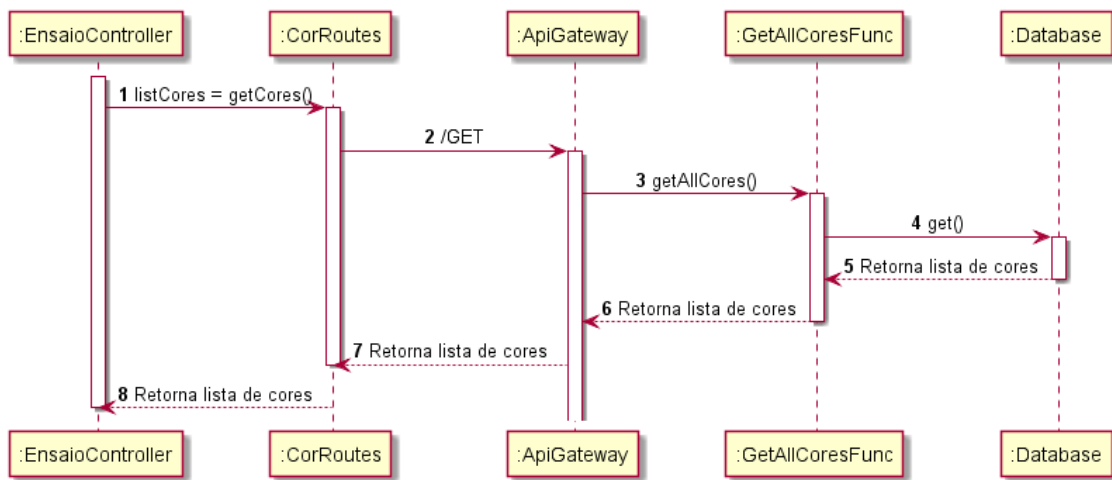 :EnsaioController :CorRoutes :ApiGateway :GetAllCoresFunc :Database
1 listCores = getCores()
2 /GET
3 getAllCores()
4 get()
5 Retorna lista de cores
6 Retorna lista de cores
7 Retorna lista de cores
8 Retorna lista de cores
:EnsaioController :CorRoutes :ApiGateway :GetAllCoresFunc :Database